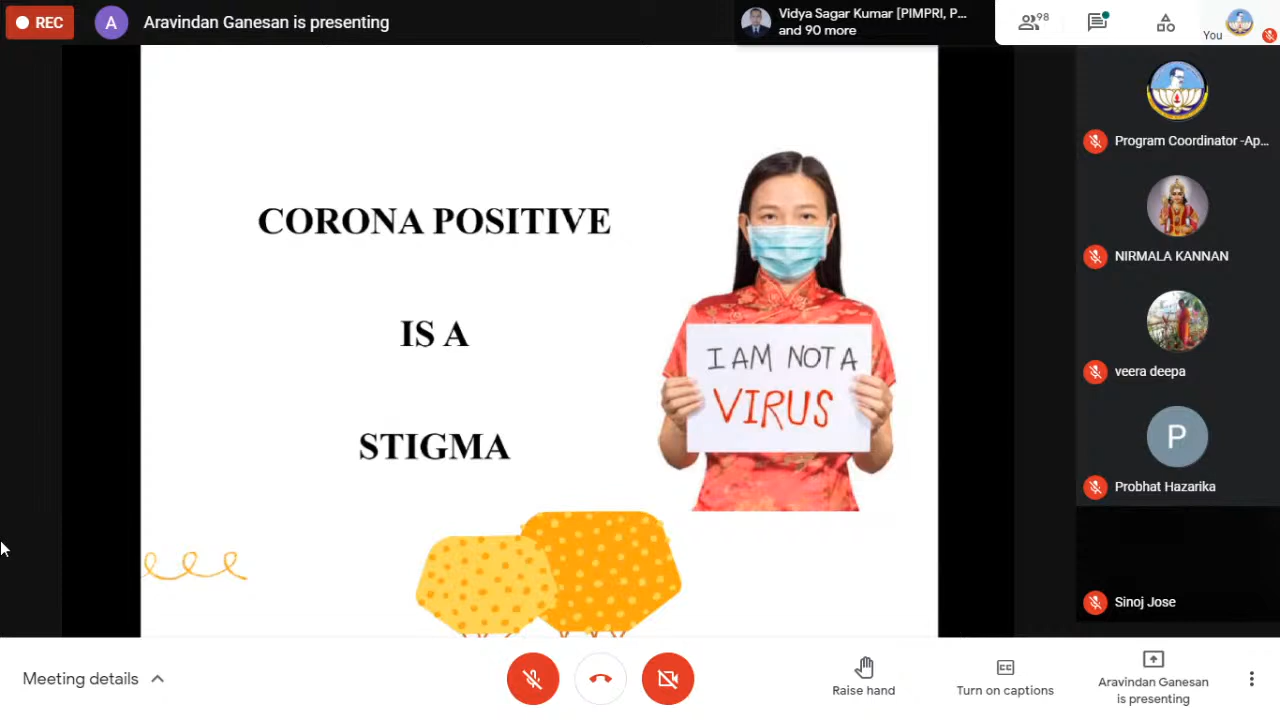 REC
A
Aravindan Ganesan is presenting
Vidya Sagar Kumar [PIMPRI, P...
and 90 more
98
You
CORONA POSITIVE
IS A
STIGMA
I AM NOT A
VIRUS
Program Coordinator -Ap...
NIRMALA KANNAN
veera deepa
P
Probhat Hazarika
Sinoj Jose
Meeting details
Raise hand
CC
Turn on captions
Aravindan Ganesan
is presenting